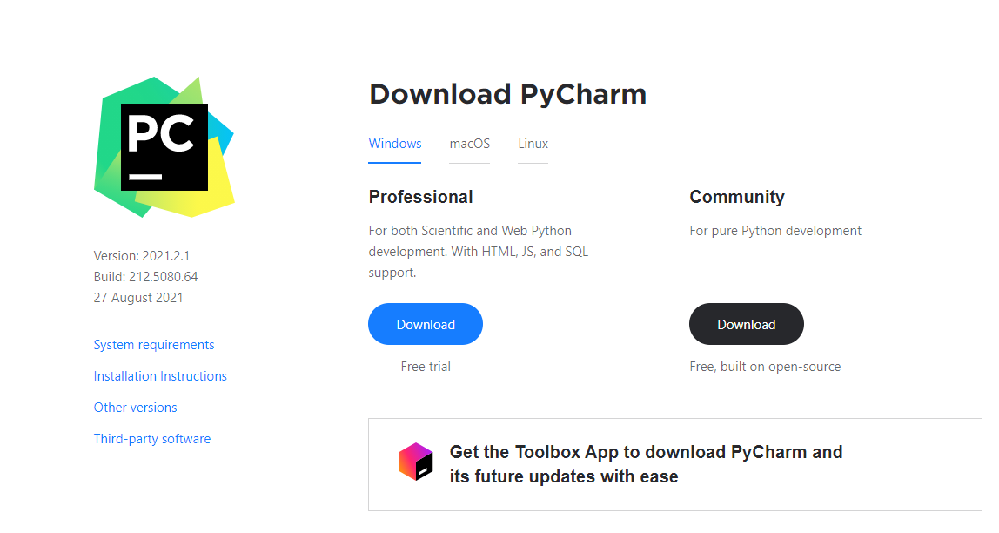 PC
Version: 2021.2.1
Build: 212.5080.64
27 August 2021
System requirements
Installation Instructions
Other versions
Third-party software
Download PyCharm
Windows
macOS
Linux
Professional
For both Scientific and Web Python
development. With HTML, JS, and SQL
support.
Download
Free trial
Community
For pure Python development
Download
Free, built on open-source
Get the Toolbox App to download PyCharm and
its future updates with ease